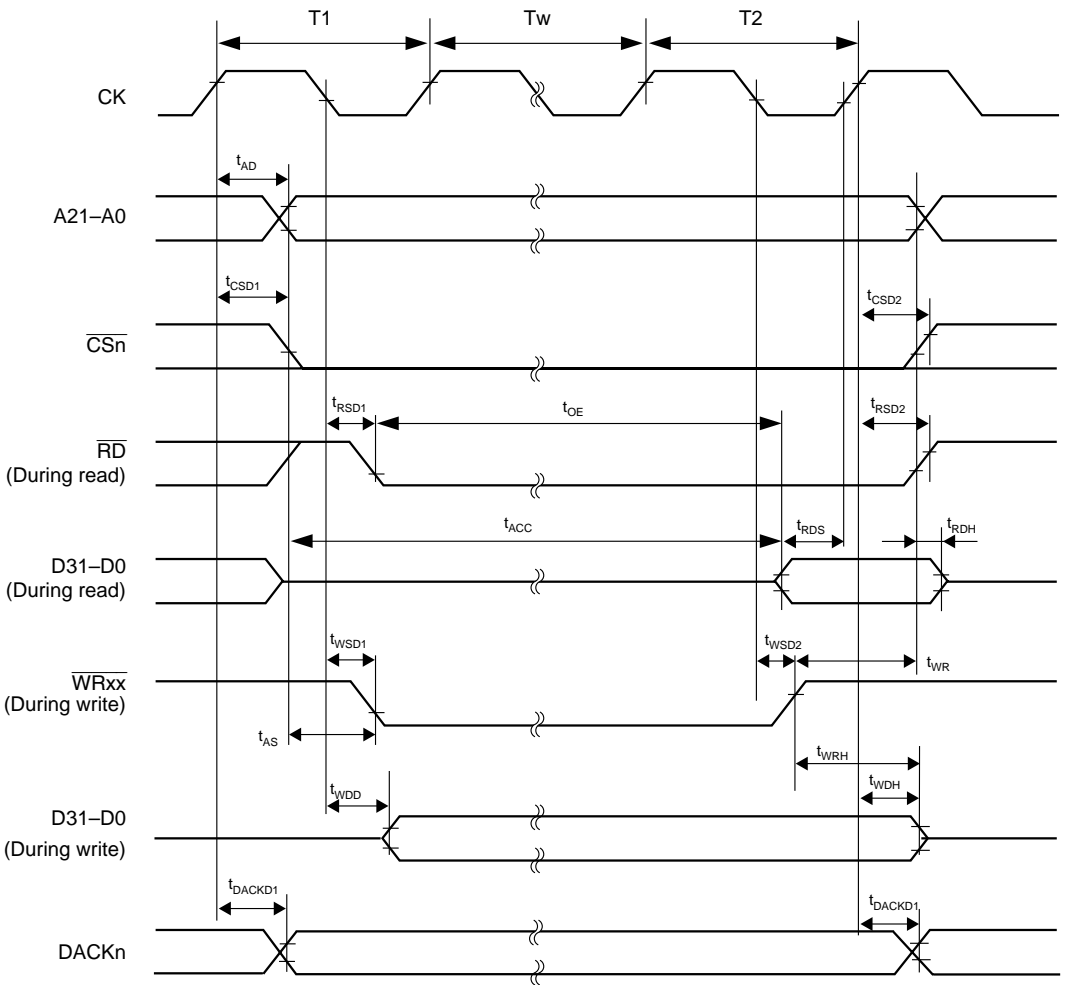 T1 Tw T2
CK
tAD
A21–A0
tCSD1 tCSD2
CSn
tRSD1 tOE tRSD2
RD
(During read)
tACC tRDS tRDH
D31–D0
(During read)
tWSD1 tWSD2
tWR
WRxx
(During write)
tAS
tWRH
tWDD tWDH
D31–D0
(During write)
tDACKD1 tDACKD1
DACKn